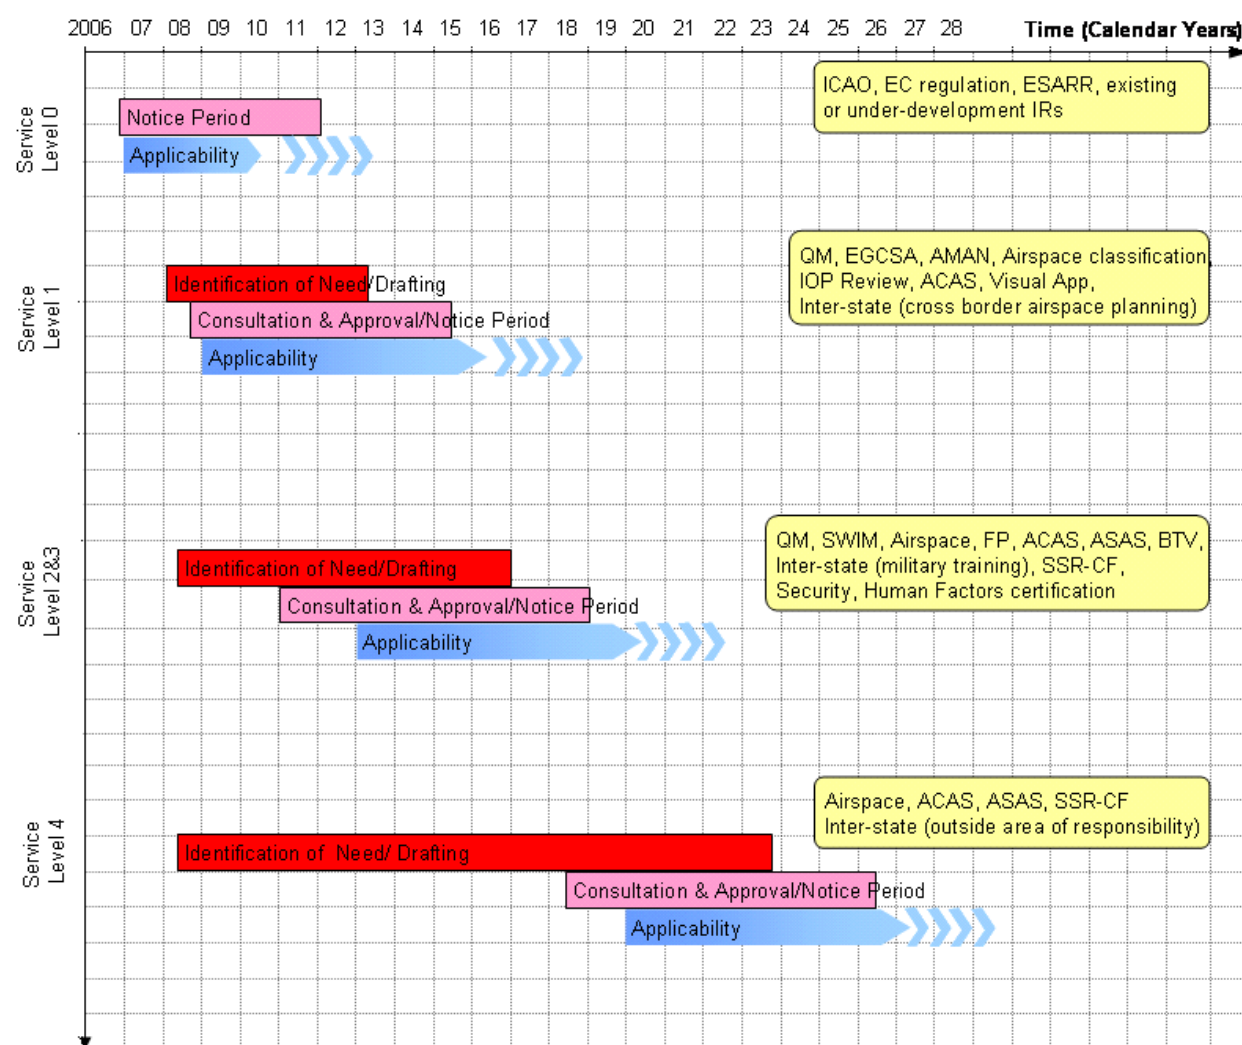 2006 07 08 09 10 11 12 13 14 15 16 17 18 19 20 21 22 23 24 25 26 27 28 Time (Calendar Years)
Service
Level 0
Notice Period
Applicability
ICAO, EC regulation, ESARR, existing
or under-development IRs
Service
Level 1
Identification of Need/Drafting
Consultation & Approval/Notice Period
Applicability
QM, EGCSA, AMAN, Airspace classification,
IOP Review, ACAS, Visual App,
Inter-state (cross border airspace planning)
Service
Level 2&3
Identification of Need/Drafting
Consultation & Approval/Notice Period
Applicability
QM, SWIM, Airspace, FP, ACAS, ASAS, BTV,
Inter-state (military training), SSR-CF,
Security, Human Factors certification
Service
Level 4
Identification of Need/ Drafting
Consultation & Approval/Notice Period
Applicability
Airspace, ACAS, ASAS, SSR-CF
Inter-state (outside area of responsibility)